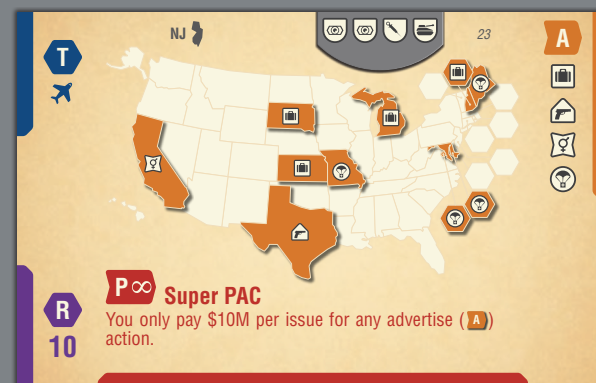 NJ
23
T
A
P∞ Super PAC
You only pay $10M per issue for any advertise (A)
action.
R
10